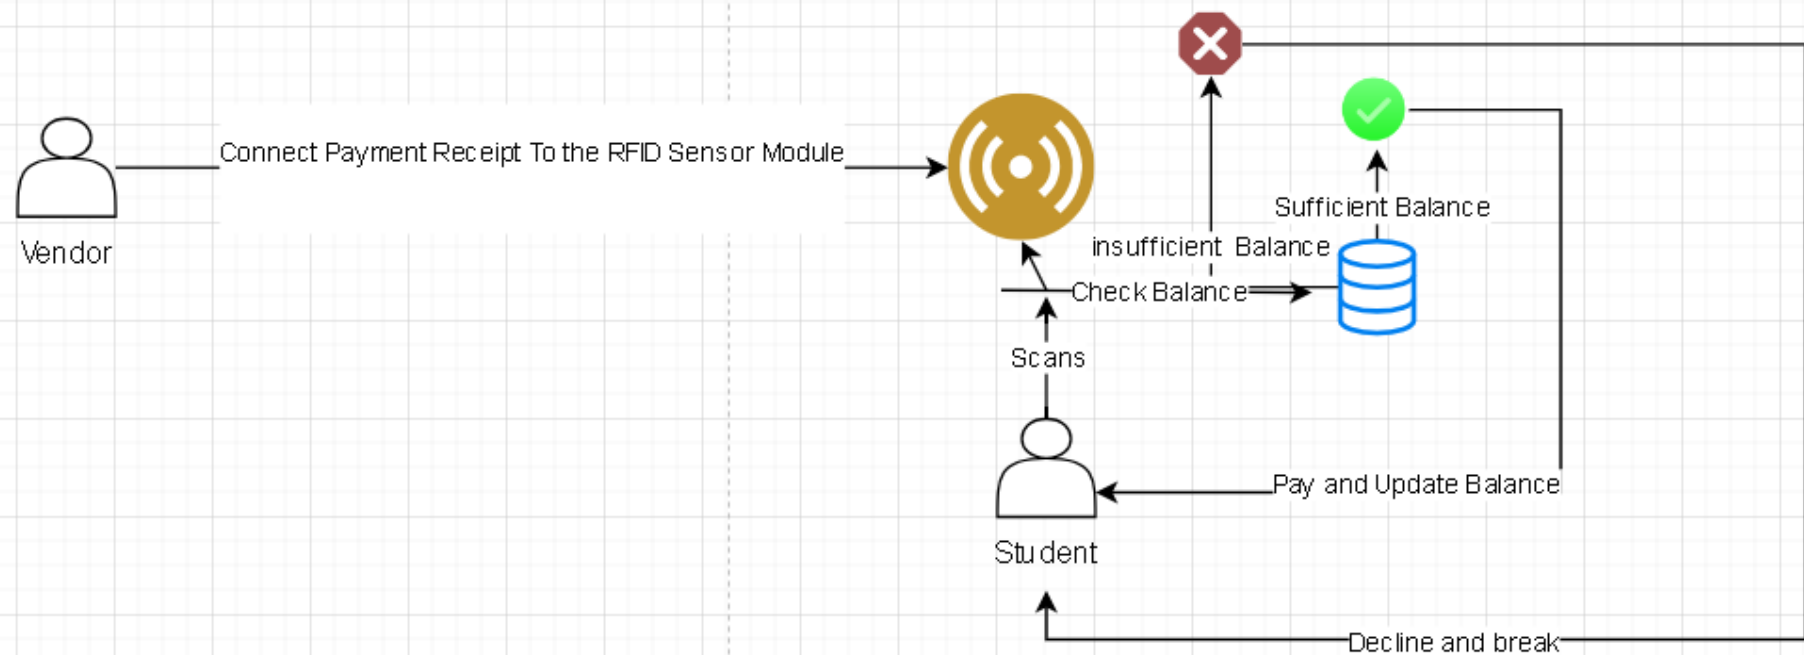 Connect Payment Receipt To the RFID Sensor Module
Vendor
Sufficient Balance
insufficient Balance
Check Balance
Scans
Pay and Update Balance
Student
Decline and break